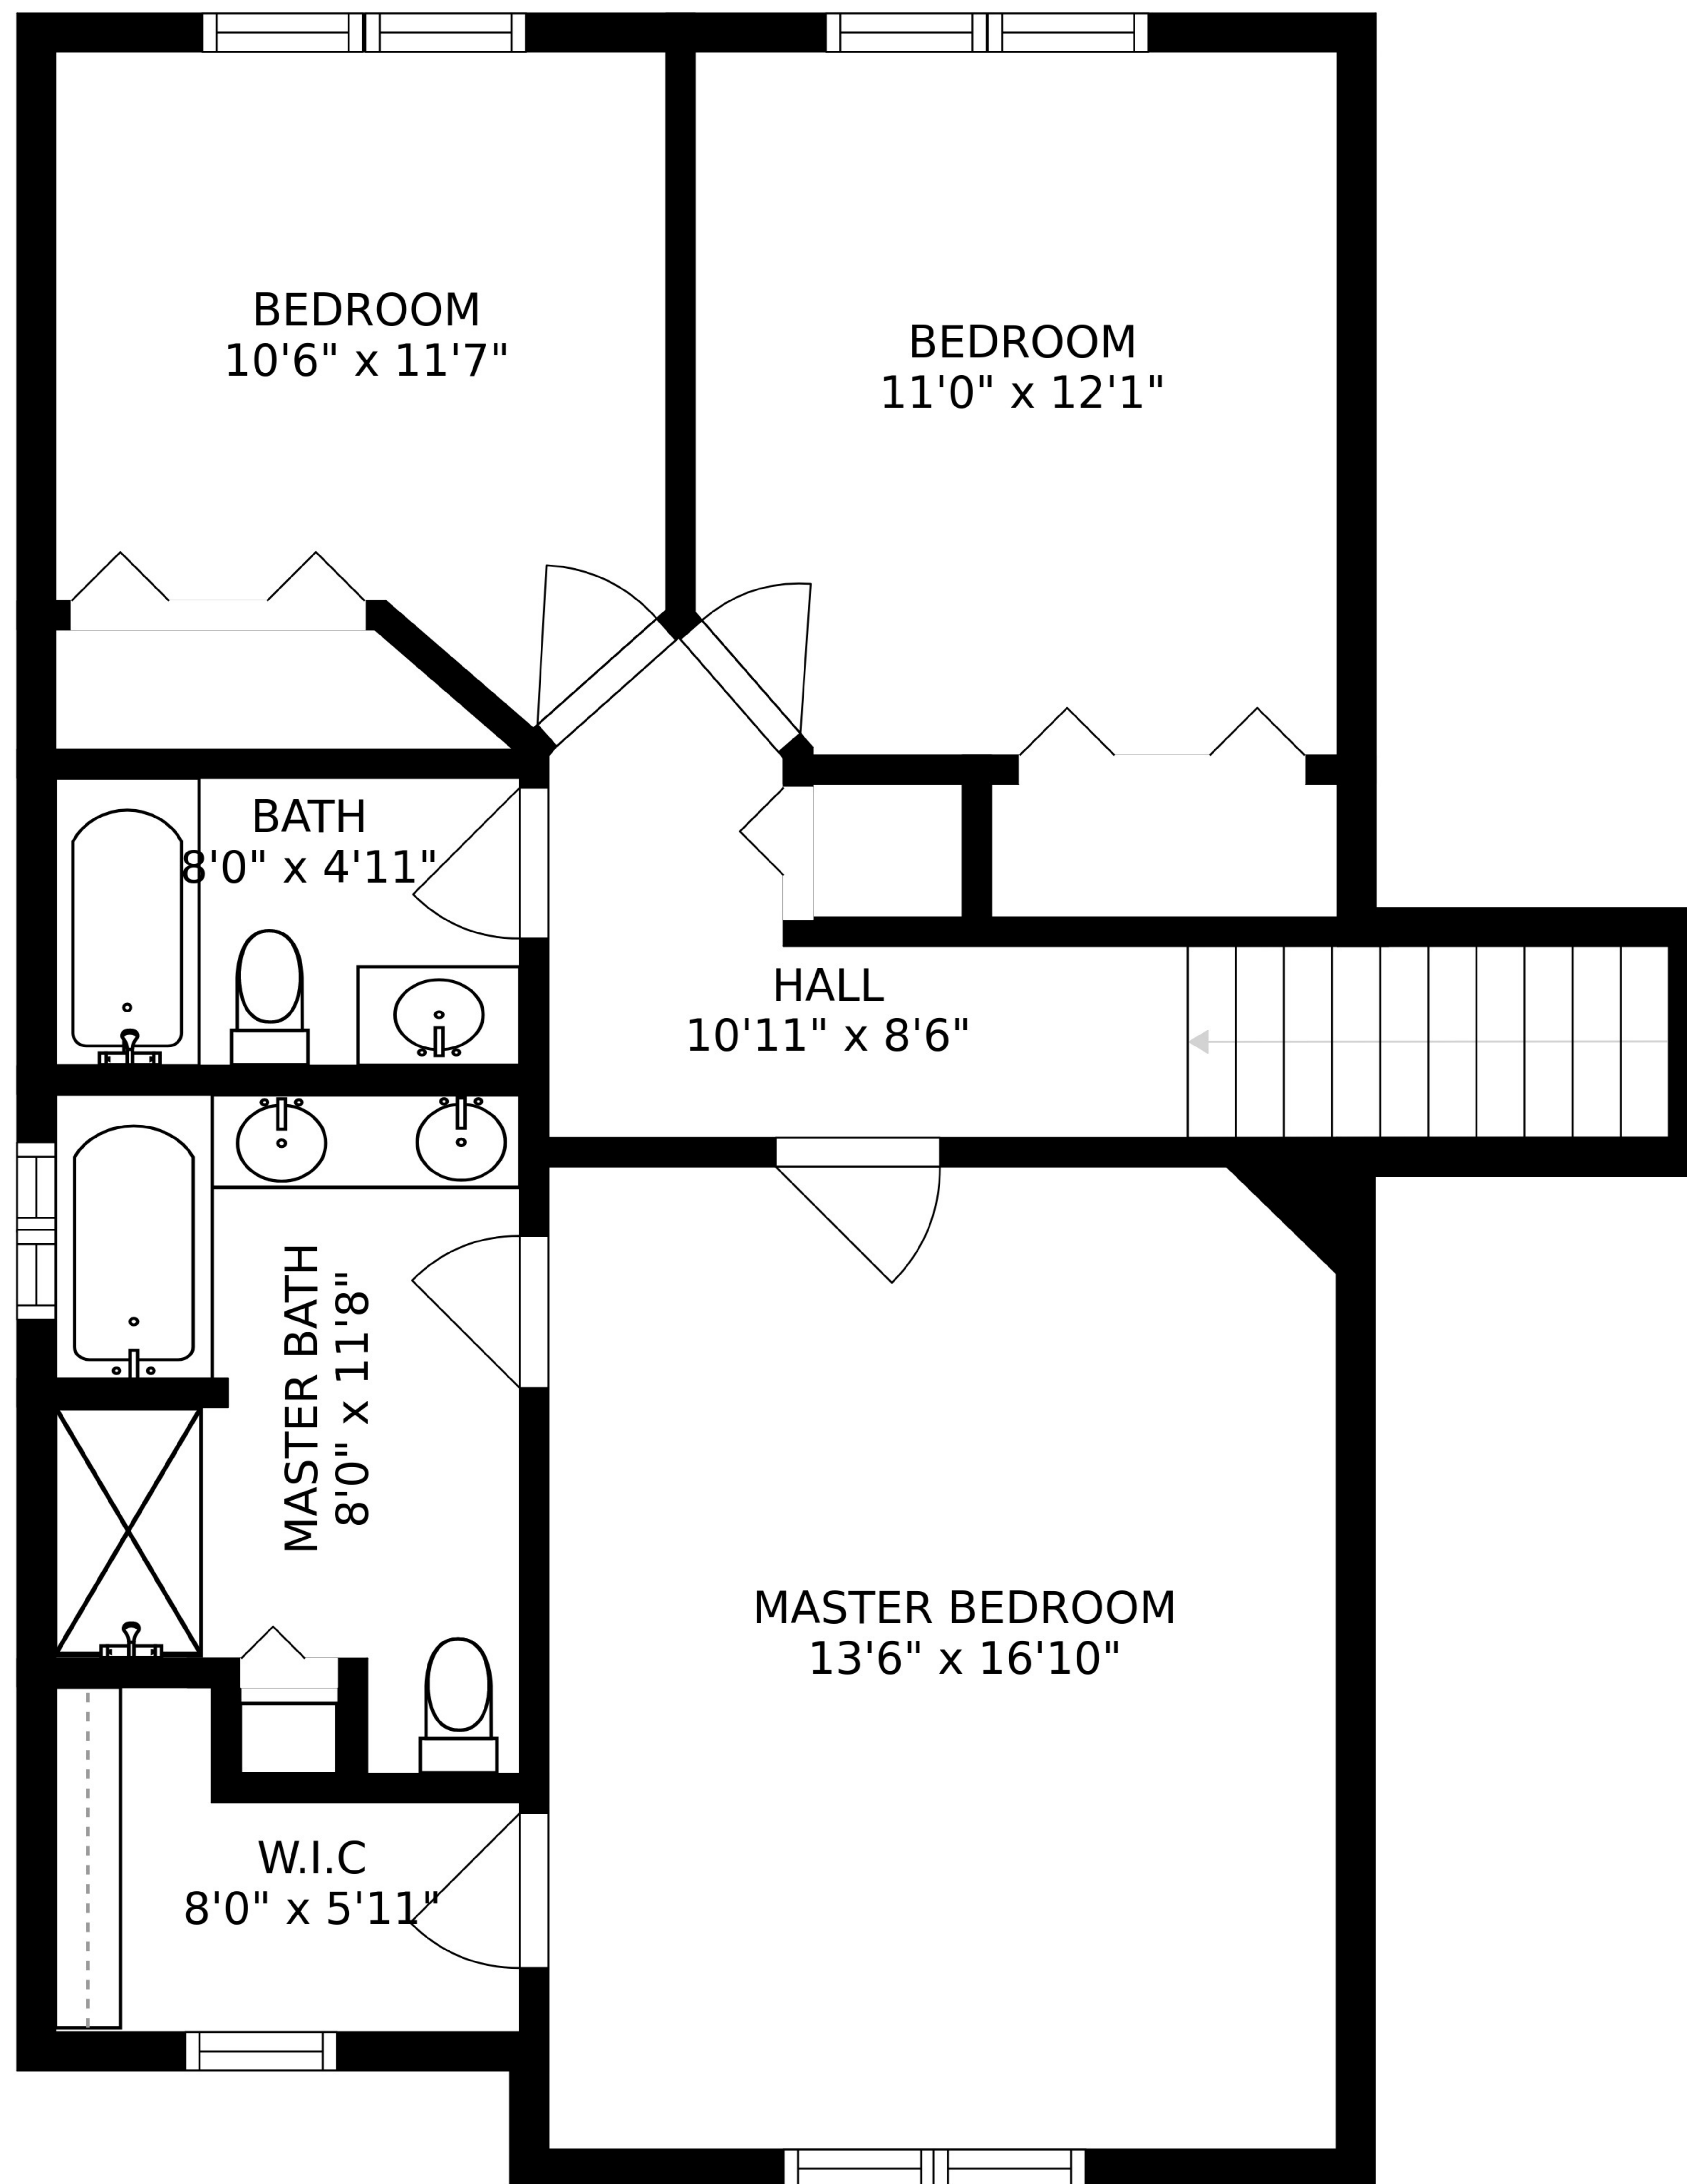 BEDROOM
10'6" x 11'7"
BEDROOM
11'0" x 12'1"
BATH
8'0" x 4'11"
HALL
10'11" x 8'6"
MASTER BATH
8'0" x 11'8"
MASTER BEDROOM
13'6" x 16'10"
W.I.C
8'0" x 5'11"